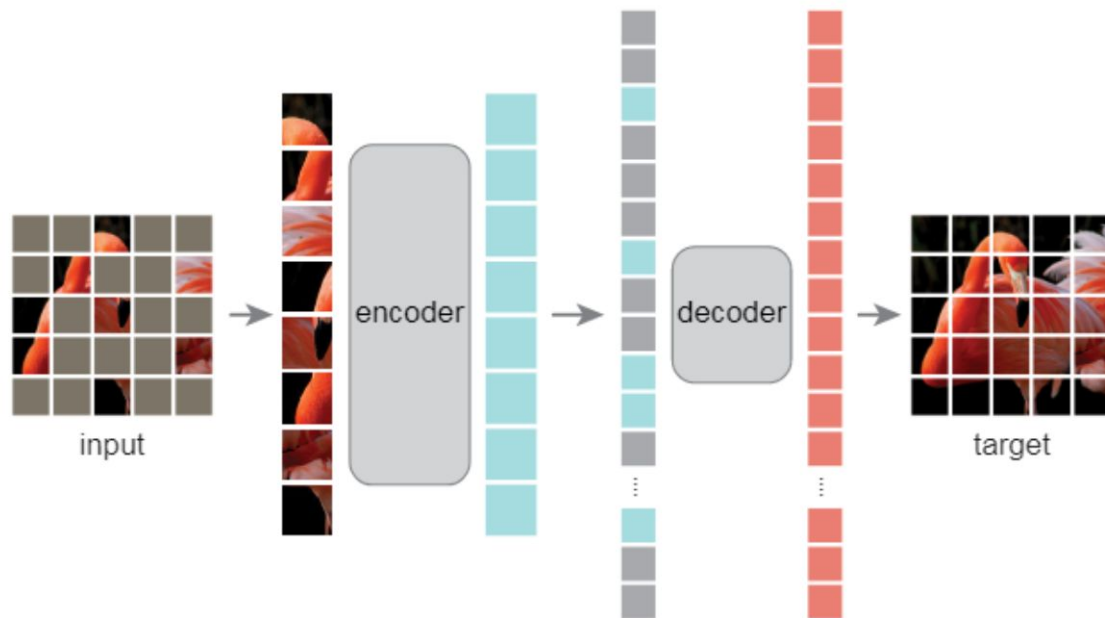 input
encoder
decoder
target